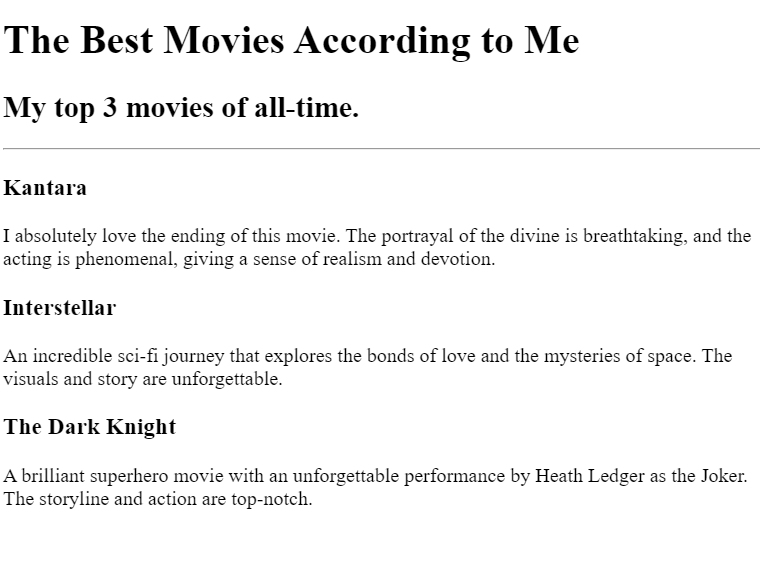 The Best Movies According to Me
My top 3 movies of all-time.
Kantara
I absolutely love the ending of this movie. The portrayal of the divine is breathtaking, and the
acting is phenomenal, giving a sense of realism and devotion.
Interstellar
An incredible sci-fi journey that explores the bonds of love and the mysteries of space. The
visuals and story are unforgettable.
The Dark Knight
A brilliant superhero movie with an unforgettable performance by Heath Ledger as the Joker.
The storyline and action are top-notch.